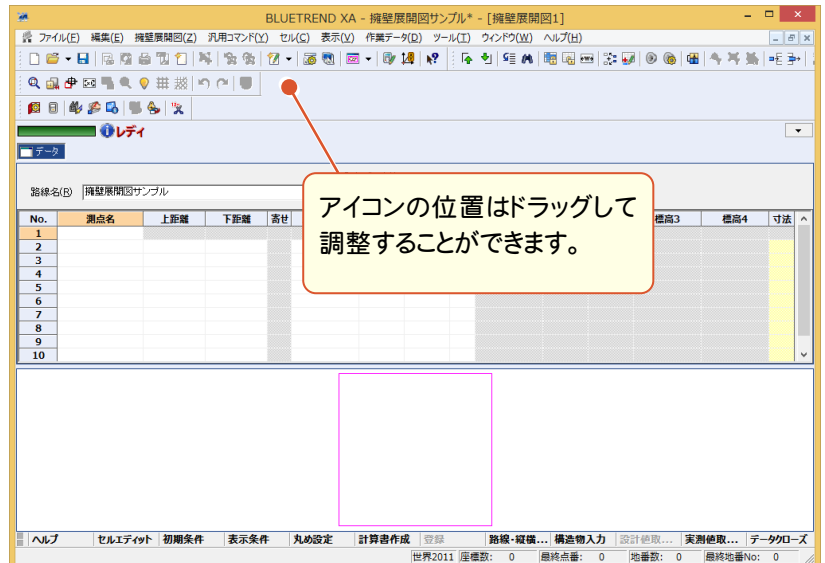 BLUETREND XA - 擁壁展開図サンプル* - [擁壁展開図1]
ファイル(F) 編集(E) 擁壁展開図(Z) 汎用コマンド(Y) セル(C) 表示(V) 作業データ(D) ツール(T) ウィンドウ(W) ヘルプ(H)
レディ
データ
路線名(R) 擁壁展開図サンプル
アイコンの位置はドラッグして
調整することができます。
No. 測点名 上距離 下距離 寄せ 標高3 標高4 寸法
1
2
3
4
5
6
7
8
9
10
ヘルプ セルエディット 初期条件 表示条件 丸め設定 計算書作成 登録 路線・縦横... 構造物入力 設計値取... 実測値取... データクローズ
世界2011 座標数: 0 最終点番: 0 地番数: 0 最終地番No: 0